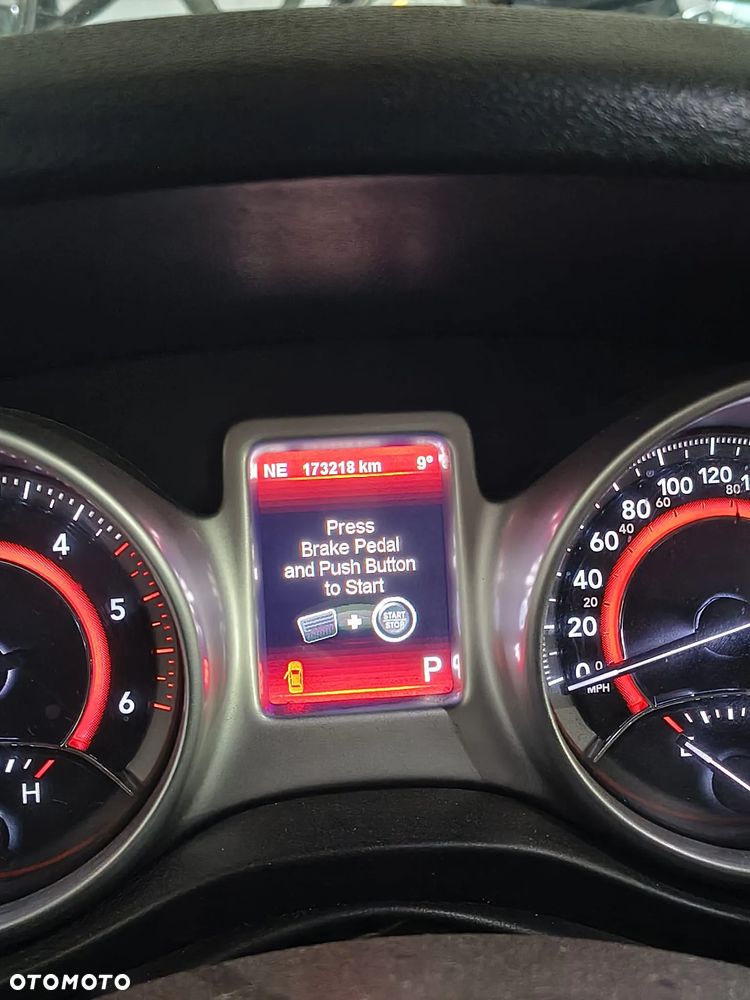 NE 173218 km 9°
Press
Brake Pedal
and Push Button
to Start
START
STOP
P
4
5
6
H
0
20
40
60
80
100
120
0
20
40
60
80
MPH
E
OTOMOTO